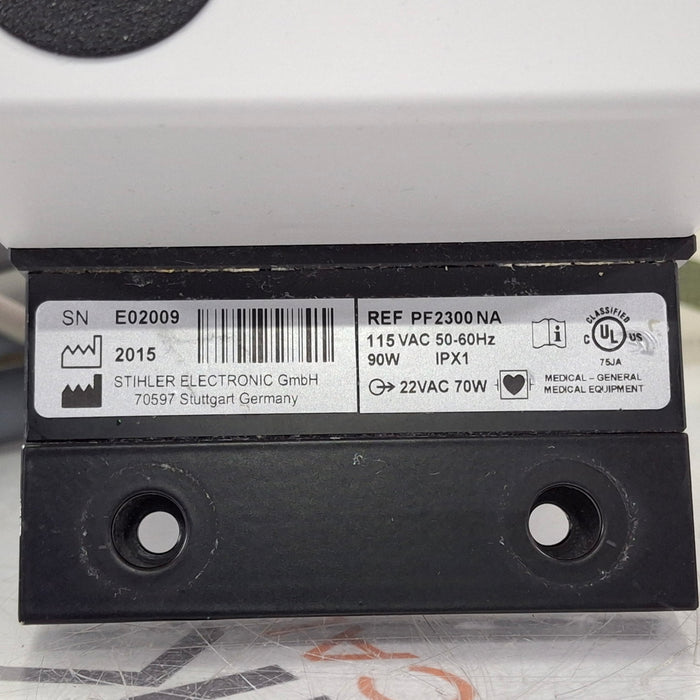 SN E02009
2015
STIHLER ELECTRONIC GmbH
70597 Stuttgart Germany
REF PF2300 NA
115 VAC 50-60Hz
90W IPX1
22VAC 70W
CLASSIFIED
C UL US
75JA
MEDICAL – GENERAL
MEDICAL EQUIPMENT